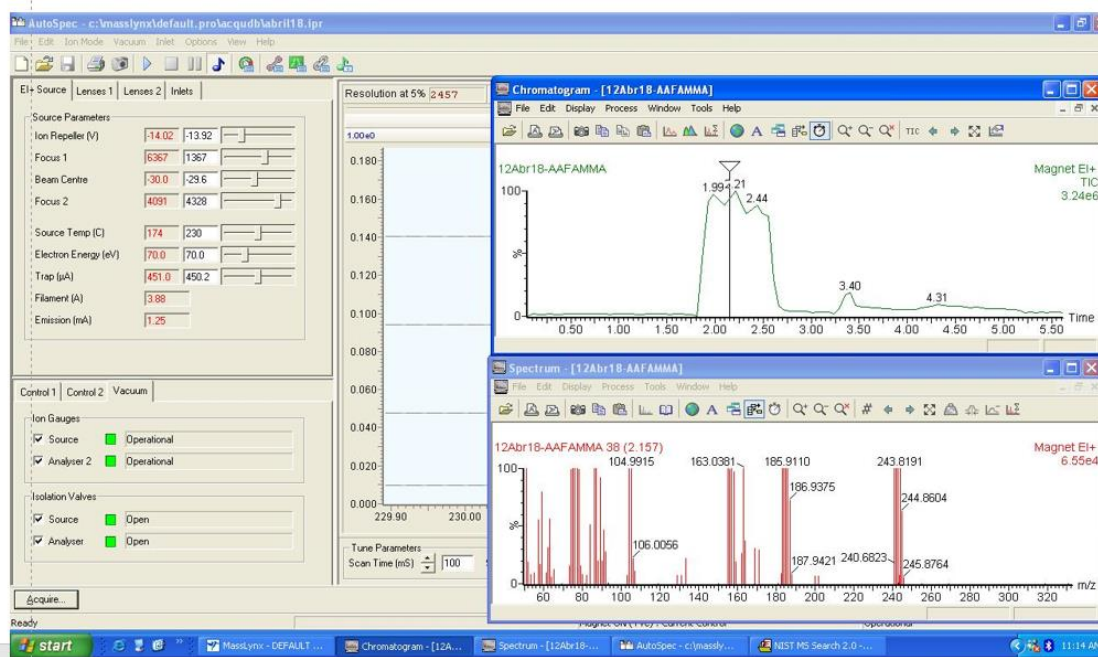 AutoSpec - c:\masslynx\default.pro\acqudb\abril18.ipr
File Edit Ion Mode Vacuum Inlet Options View Help
EI+ Source Lenses 1 Lenses 2 Inlets
Source Parameters
Ion Repeller (V) -14.02 -13.92
Focus 1 6367 1367
Beam Centre -30.0 -29.6
Focus 2 4091 4328
Source Temp (C) 174 230
Electron Energy (eV) 70.0 70.0
Trap (µA) 451.0 450.2
Filament (A) 3.88
Emission (mA) 1.25
Control 1 Control 2 Vacuum
Ion Gauges
Source Operational
Analyser 2 Operational
Isolation Valves
Source Open
Analyser Open
Acquire...
Ready
Resolution at 5% 2457
1.00e0
0.180
0.160
0.140
0.120
0.100
0.080
0.060
0.040
0.020
0.000
229.90 230.00
Tune Parameters
Scan Time (mS) 100
Chromatogram - [12Abr18-AAFAMMA]
File Edit Display Process Window Tools Help
TIC
12Abr18-AAFAMMA
Magnet EI+
TIC
3.24e6
100
%
0
1.99 2.21 2.44 3.40 4.31
0.50 1.00 1.50 2.00 2.50 3.00 3.50 4.00 4.50 5.00 5.50 Time
Spectrum - [12Abr18-AAFAMMA]
File Edit Display Process Tools Window Help
12Abr18-AAFAMMA 38 (2.157)
Magnet EI+
6.55e4
100
%
0
104.9915 163.0381 185.9110 243.8191
186.9375 244.8604
106.0056 187.9421 240.6823 245.8764
60 80 100 120 140 160 180 200 220 240 260 280 300 320 m/z
Operational
start
MassLynx - DEFAULT ...
Chromatogram - [12A...
Spectrum - [12Abr18-...
AutoSpec - c:\massly...
NIST MS Search 2.0 -...
11:14 AM